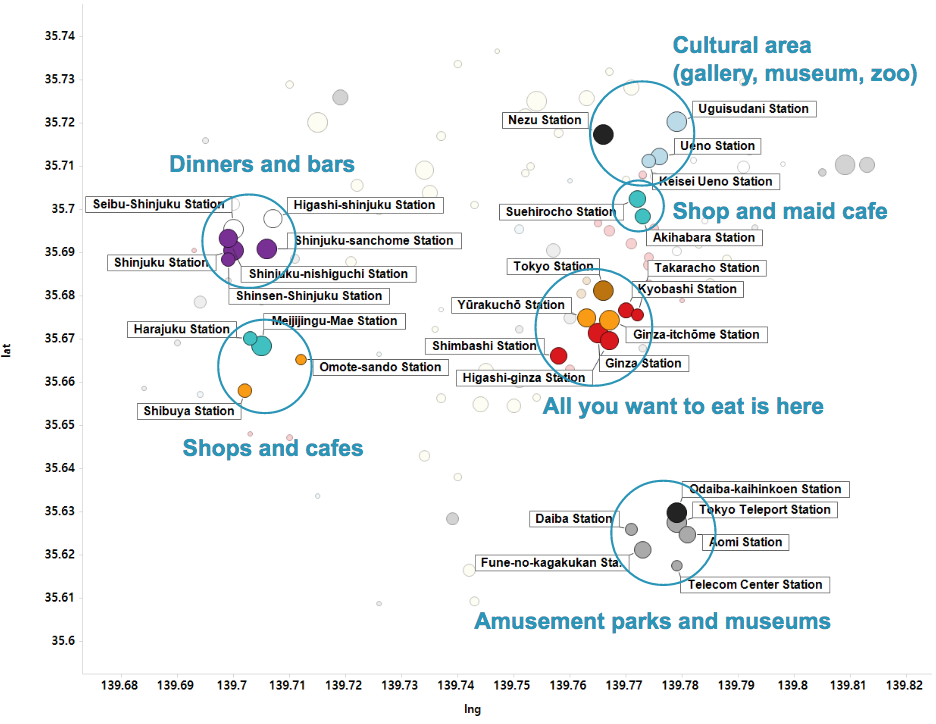 35.74
Cultural area
(gallery, museum, zoo)
35.73
Uguisudani Station
Nezu Station
35.72
Ueno Station
Dinners and bars
35.71
Keisei Ueno Station
Seibu-Shinjuku Station
Higashi-shinjuku Station
35.7
Suehirocho Station
Shop and maid cafe
Shinjuku-sanchome Station
Akihabara Station
35.69
Shinjuku Station
Tokyo Station
Takaracho Station
Shinjuku-nishiguchi Station
Kyobashi Station
35.68
Shinsen-Shinjuku Station
Yūrakuchō Station
Harajuku Station
Meijijingu-Mae Station
35.67
Ginza-itchōme Station
Shimbashi Station
lat
Omote-sando Station
Ginza Station
35.66
Higashi-ginza Station
Shibuya Station
All you want to eat is here
35.65
Shops and cafes
35.64
Odaiba-kaihinkoen Station
35.63
Daiba Station
Tokyo Teleport Station
Aomi Station
35.62
Fune-no-kagakukan Sta.
Telecom Center Station
35.61
Amusement parks and museums
35.6
139.68
139.69
139.7
139.71
139.72
139.73
139.74
139.75
139.76
139.77
139.78
139.79
139.8
139.81
139.82
lng